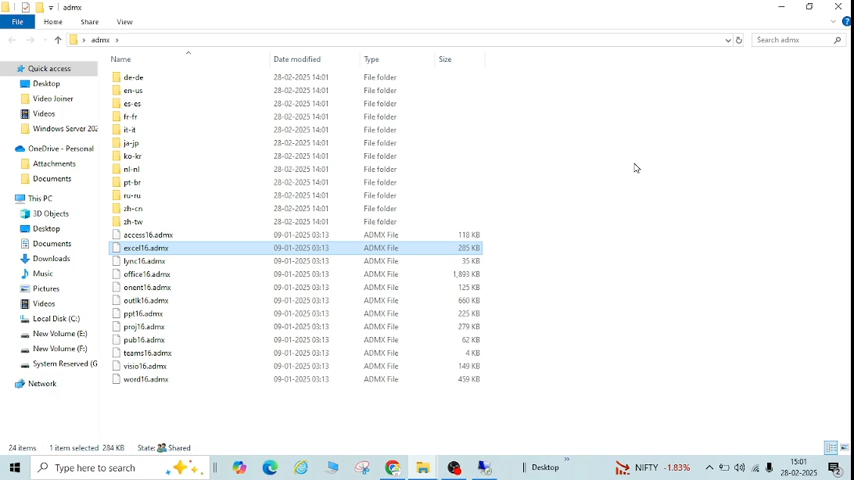 admx
File
Home
Share
View
admx
Search admx
Name
Date modified
Type
Size
Quick access
Desktop
Video Joiner
Videos
Windows Server 202
OneDrive - Personal
Attachments
Documents
This PC
3D Objects
Desktop
Documents
Downloads
Music
Pictures
Videos
Local Disk (C:)
New Volume (E:)
New Volume (F:)
System Reserved (G
Network
de-de 28-02-2025 14:01 File folder
en-us 28-02-2025 14:01 File folder
es-es 28-02-2025 14:01 File folder
fr-fr 28-02-2025 14:01 File folder
it-it 28-02-2025 14:01 File folder
ja-jp 28-02-2025 14:01 File folder
ko-kr 28-02-2025 14:01 File folder
nl-nl 28-02-2025 14:01 File folder
pt-br 28-02-2025 14:01 File folder
ru-ru 28-02-2025 14:01 File folder
zh-cn 28-02-2025 14:01 File folder
zh-tw 28-02-2025 14:01 File folder
access16.admx 09-01-2025 03:13 ADMX File 118 KB
excel16.admx 09-01-2025 03:13 ADMX File 285 KB
lync16.admx 09-01-2025 03:13 ADMX File 35 KB
office16.admx 09-01-2025 03:13 ADMX File 1,893 KB
onent16.admx 09-01-2025 03:13 ADMX File 125 KB
outlk16.admx 09-01-2025 03:13 ADMX File 660 KB
ppt16.admx 09-01-2025 03:13 ADMX File 225 KB
proj16.admx 09-01-2025 03:13 ADMX File 279 KB
pub16.admx 09-01-2025 03:13 ADMX File 62 KB
teams16.admx 09-01-2025 03:13 ADMX File 4 KB
visio16.admx 09-01-2025 03:13 ADMX File 149 KB
word16.admx 09-01-2025 03:13 ADMX File 459 KB
24 items 1 item selected 284 KB State: Shared
Type here to search
Desktop
NIFTY -1.83%
15:01
28-02-2025
2